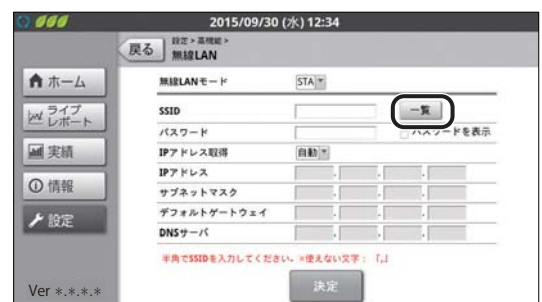 2015/09/30 (水) 12:34
戻る
設定 > 高機能 >
無線LAN
ホーム
ライブ
レポート
実績
情報
設定
Ver *.*.*.*
無線LANモード STA
SSID 一覧
パスワード パスワードを表示
IPアドレス取得 自動
IPアドレス . . .
サブネットマスク . . .
デフォルトゲートウェイ . . .
DNSサーバ . . .
半角でSSIDを入力してください。※使えない文字： 「,」
決定